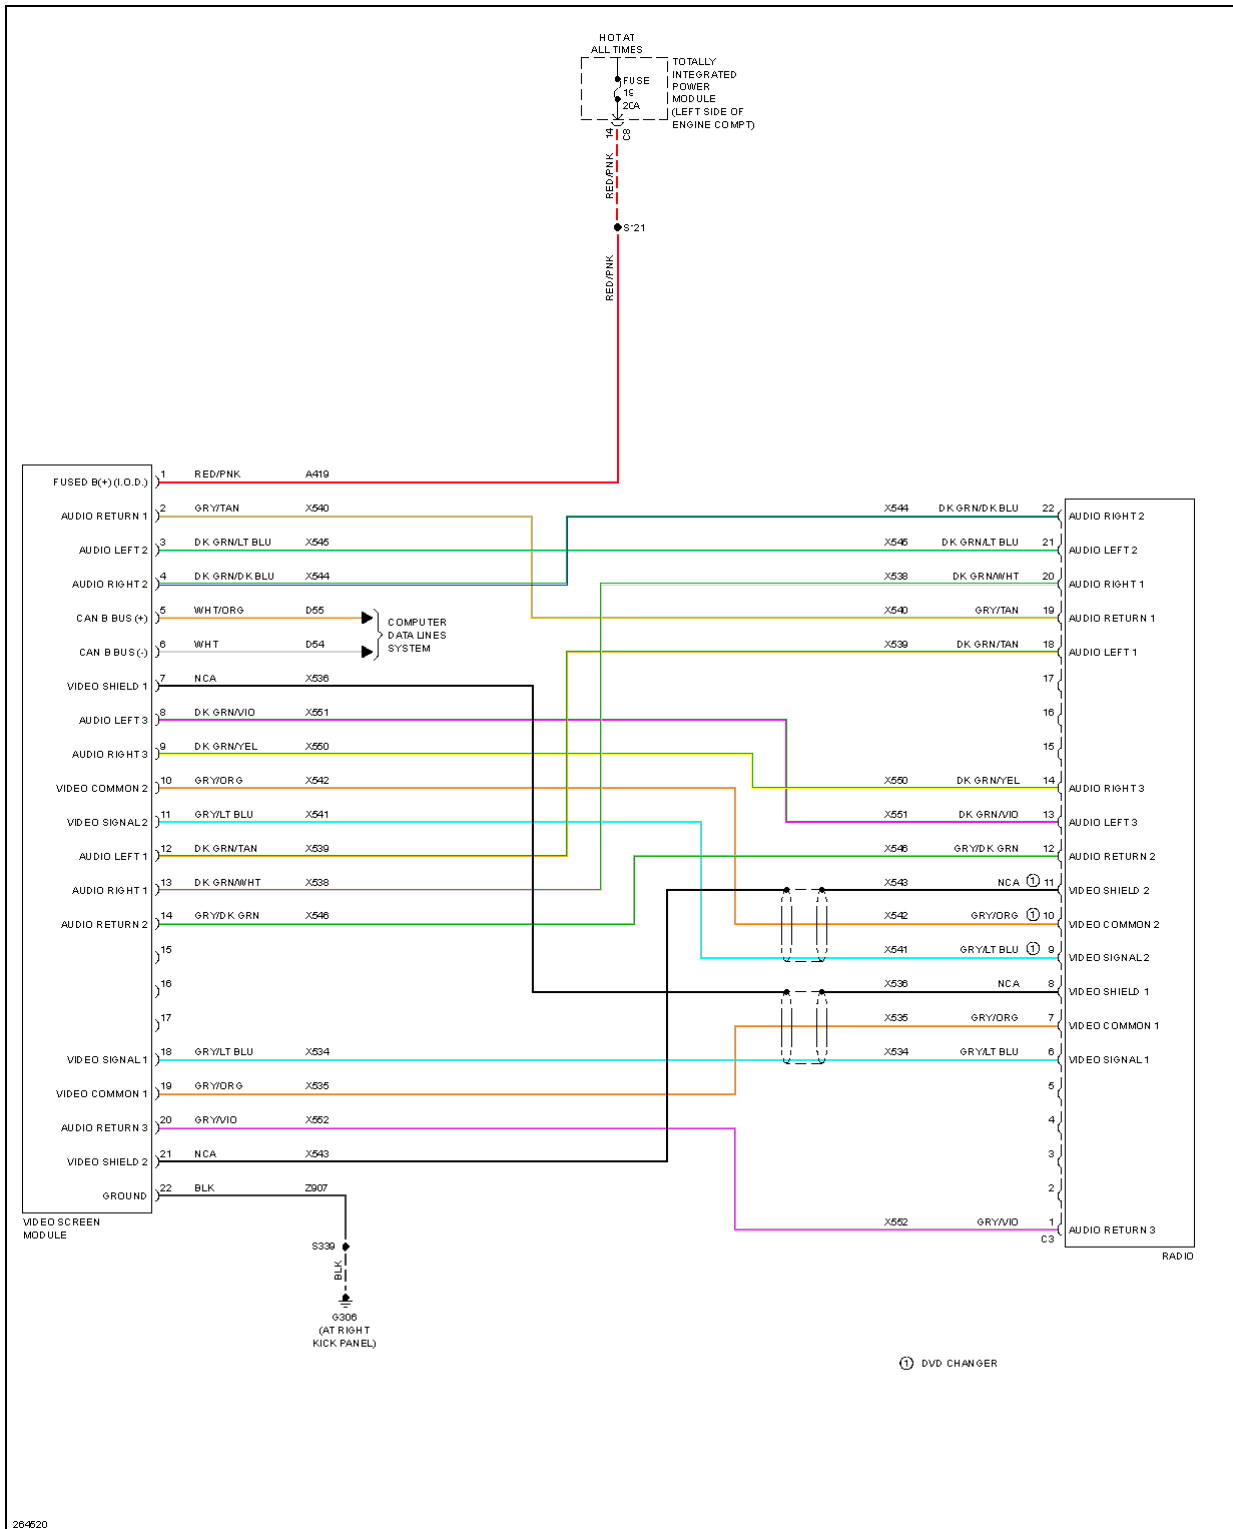 HOT AT
ALL TIMES
TOTALLY
INTEGRATED
POWER
MODULE
(LEFT SIDE OF
ENGINE COMPT)
FUSE
20A
14
C8
RED/PNK
RED/PNK
FUSED B(+) (I.O.D.) 1 RED/PNK A419
AUDIO RETURN 1 2 GRY/TAN X540
AUDIO LEFT 2 3 DK GRN/LT BLU X545
AUDIO RIGHT 2 4 DK GRN/DK BLU X544
CAN B BUS (+) 5 WHT/ORG D55
CAN B BUS (-) 6 WHT D54
COMPUTER
DATA LINES
SYSTEM
VIDEO SHIELD 1 7 NCA X536
AUDIO LEFT 3 8 DK GRN/VIO X551
AUDIO RIGHT 3 9 DK GRN/YEL X550
VIDEO COMMON 2 10 GRY/ORG X542
VIDEO SIGNAL 2 11 GRY/LT BLU X541
AUDIO LEFT 1 12 DK GRN/TAN X539
AUDIO RIGHT 1 13 DK GRN/WHT X538
AUDIO RETURN 2 14 GRY/DK GRN X546
15
16
17
VIDEO SIGNAL 1 18 GRY/LT BLU X534
VIDEO COMMON 1 19 GRY/ORG X535
AUDIO RETURN 3 20 GRY/VIO X552
VIDEO SHIELD 2 21 NCA X543
GROUND 22 BLK Z907
VIDEO SCREEN
MODULE
S339
BLK
G306
(AT RIGHT
KICK PANEL)
X544 DK GRN/DK BLU 22 AUDIO RIGHT 2
X545 DK GRN/LT BLU 21 AUDIO LEFT 2
X538 DK GRN/WHT 20 AUDIO RIGHT 1
X540 GRY/TAN 19 AUDIO RETURN 1
X539 DK GRN/TAN 18 AUDIO LEFT 1
17
16
15
X550 DK GRN/YEL 14 AUDIO RIGHT 3
X551 DK GRN/VIO 13 AUDIO LEFT 3
X546 GRY/DK GRN 12 AUDIO RETURN 2
X543 NCA ① 11 VIDEO SHIELD 2
X542 GRY/ORG ① 10 VIDEO COMMON 2
X541 GRY/LT BLU ① 9 VIDEO SIGNAL 2
X536 NCA 8 VIDEO SHIELD 1
X535 GRY/ORG 7 VIDEO COMMON 1
X534 GRY/LT BLU 6 VIDEO SIGNAL 1
5
4
3
2
X552 GRY/VIO 1 AUDIO RETURN 3
C3
RADIO
① DVD CHANGER
264520